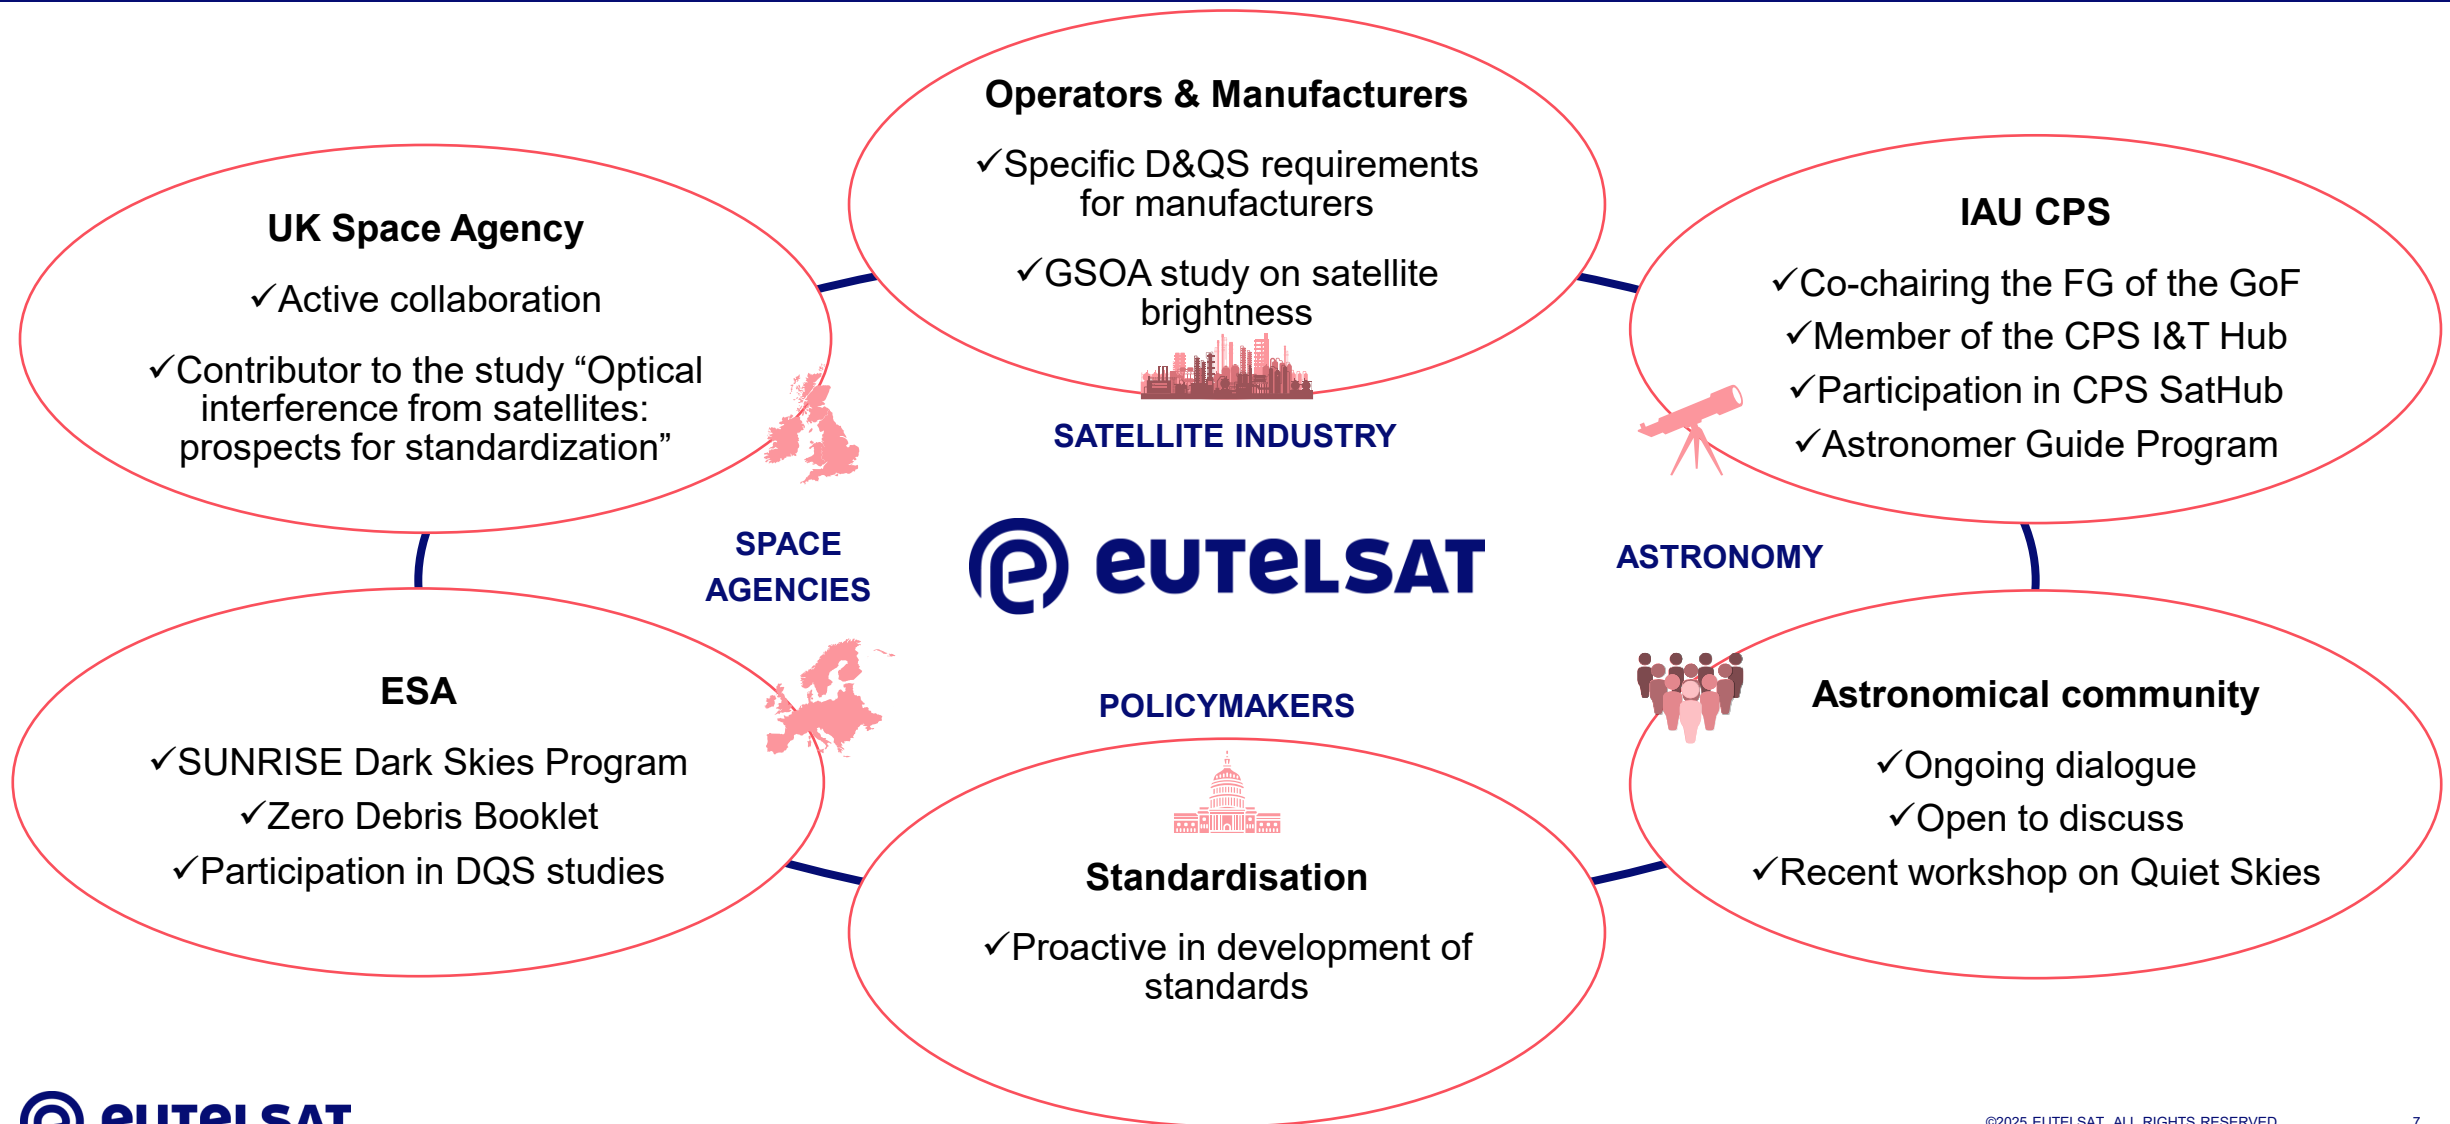 Operators & Manufacturers
✓Specific D&QS requirements
for manufacturers
✓GSOA study on satellite
brightness
SATELLITE INDUSTRY
UK Space Agency
✓Active collaboration
✓Contributor to the study “Optical
interference from satellites:
prospects for standardization”
IAU CPS
✓Co-chairing the FG of the GoF
✓Member of the CPS I&T Hub
✓Participation in CPS SatHub
✓Astronomer Guide Program
SPACE
AGENCIES
eUTeLSAT
ASTRONOMY
ESA
✓SUNRISE Dark Skies Program
✓Zero Debris Booklet
✓Participation in DQS studies
POLICYMAKERS
Standardisation
✓Proactive in development of
standards
Astronomical community
✓Ongoing dialogue
✓Open to discuss
✓Recent workshop on Quiet Skies
eUTeLSAT
©2025 EUTELSAT. ALL RIGHTS RESERVED
7